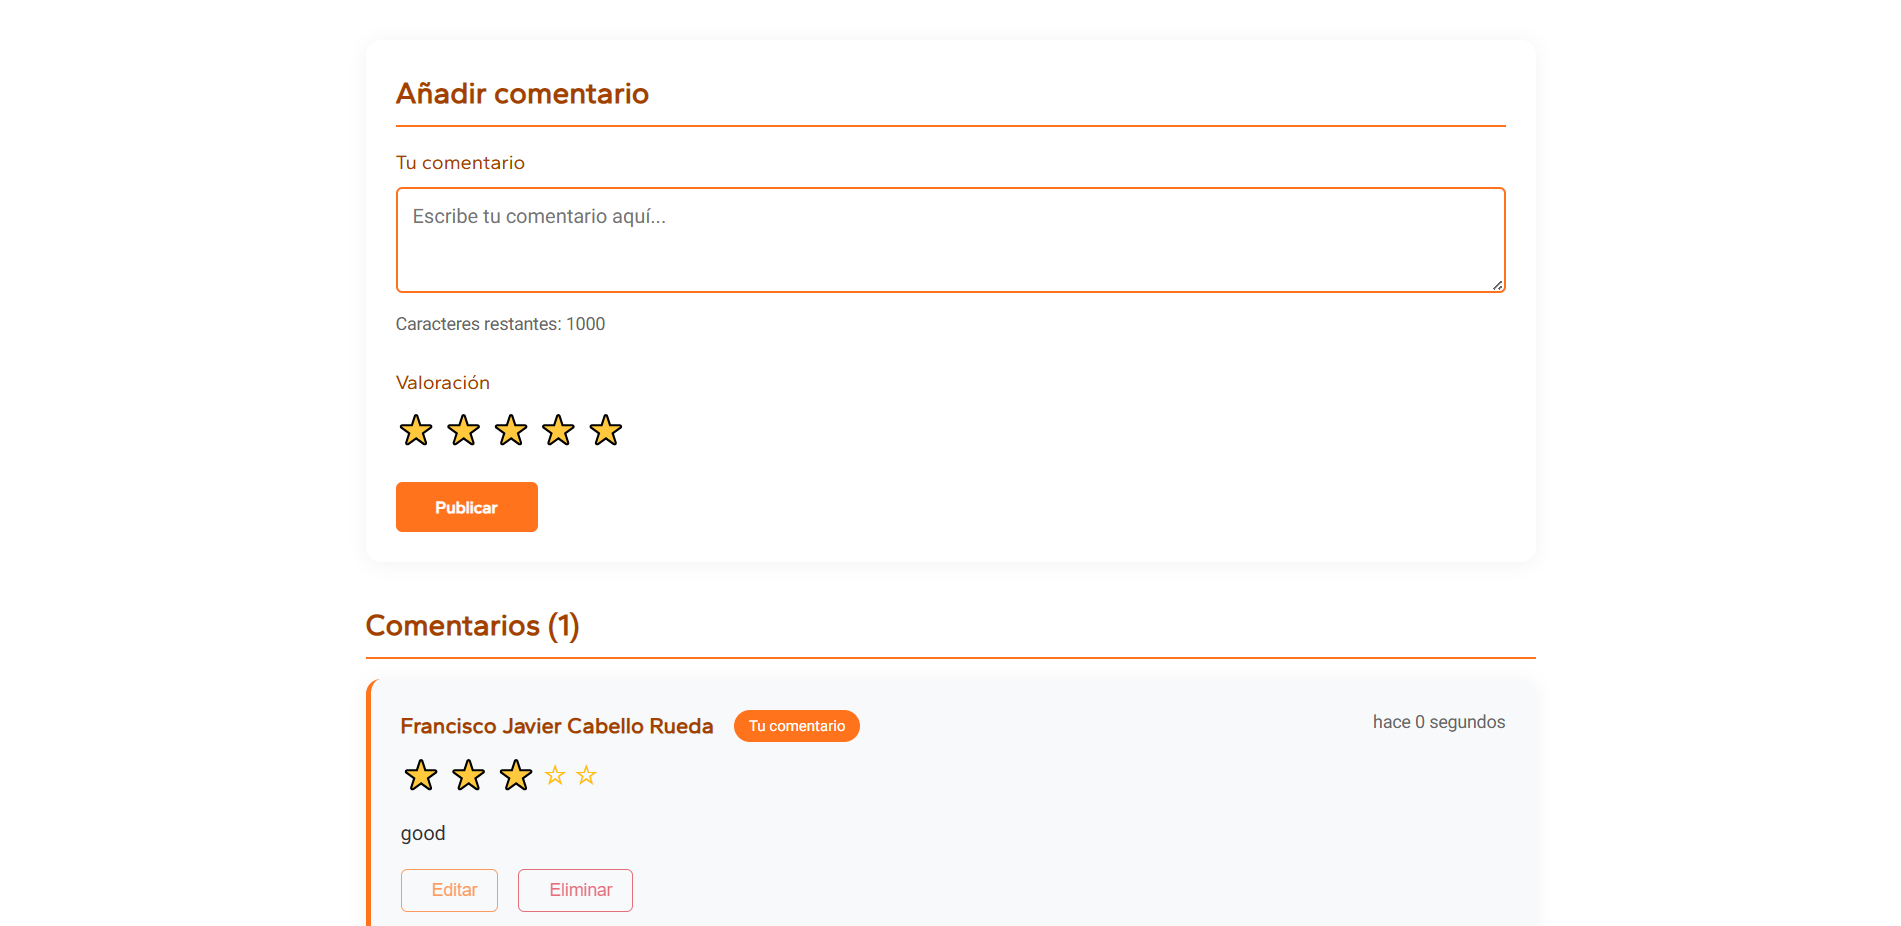 Añadir comentario
Tu comentario
Escribe tu comentario aquí...
Caracteres restantes: 1000
Valoración
Publicar
Comentarios (1)
Francisco Javier Cabello Rueda Tu comentario hace 0 segundos
good
Editar Eliminar